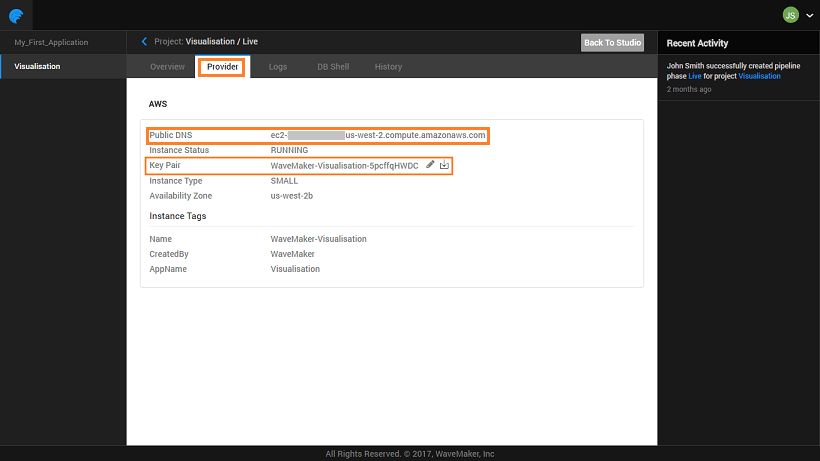 JS
My_First_Application
Visualisation
Project: Visualisation / Live
Back To Studio
Overview Provider Logs DB Shell History
AWS
Public DNS ec2- us-west-2.compute.amazonaws.com
Instance Status RUNNING
Key Pair WaveMaker-Visualisation-5pcffqHWDC
Instance Type SMALL
Availability Zone us-west-2b
Instance Tags
Name WaveMaker-Visualisation
CreatedBy WaveMaker
AppName Visualisation
Recent Activity
John Smith successfully created pipeline
phase Live for project Visualisation
2 months ago
All Rights Reserved. © 2017, WaveMaker, Inc